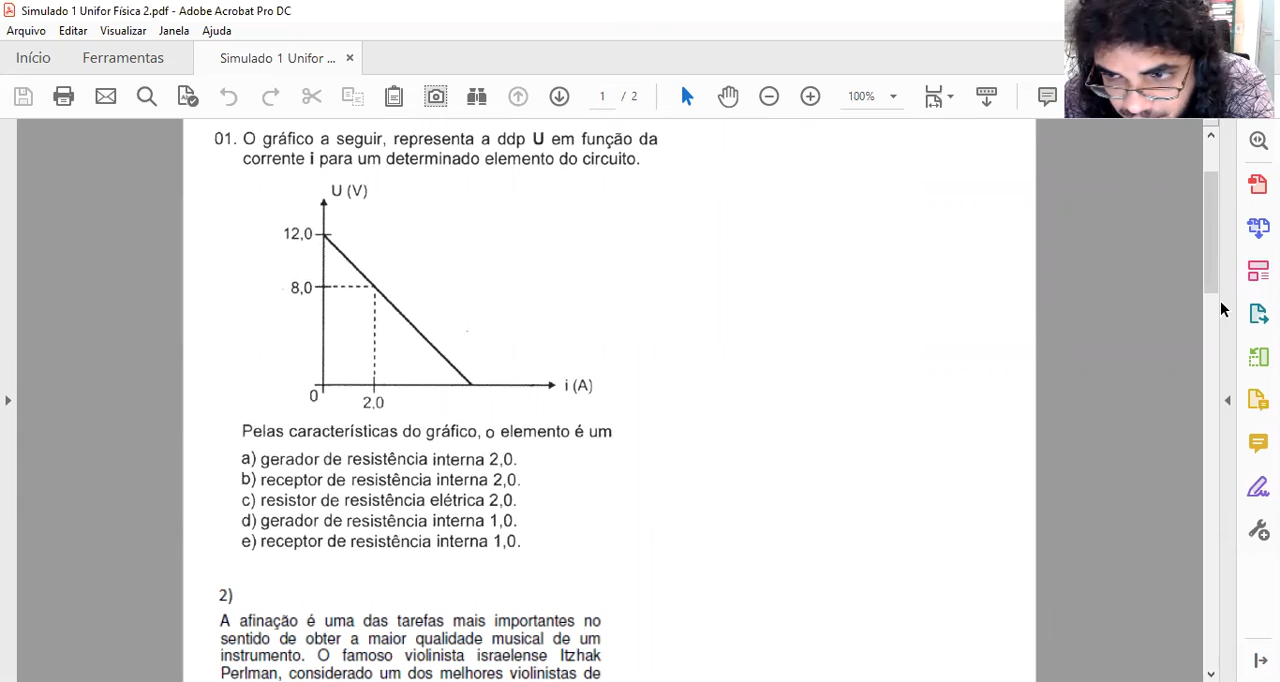 Simulado 1 Unifor Física 2.pdf - Adobe Acrobat Pro DC
Arquivo Editar Visualizar Janela Ajuda
Início Ferramentas Simulado 1 Unifor ... ×
1 / 2 100%
01. O gráfico a seguir, representa a ddp U em função da
corrente i para um determinado elemento do circuito.
U (V)
12,0
8,0
0
2,0
i (A)
Pelas características do gráfico, o elemento é um
a) gerador de resistência interna 2,0.
b) receptor de resistência interna 2,0.
c) resistor de resistência elétrica 2,0.
d) gerador de resistência interna 1,0.
e) receptor de resistência interna 1,0.
2)
A afinação é uma das tarefas mais importantes no
sentido de obter a maior qualidade musical de um
instrumento. O famoso violinista israelense Itzhak
Perlman, considerado um dos melhores violinistas de